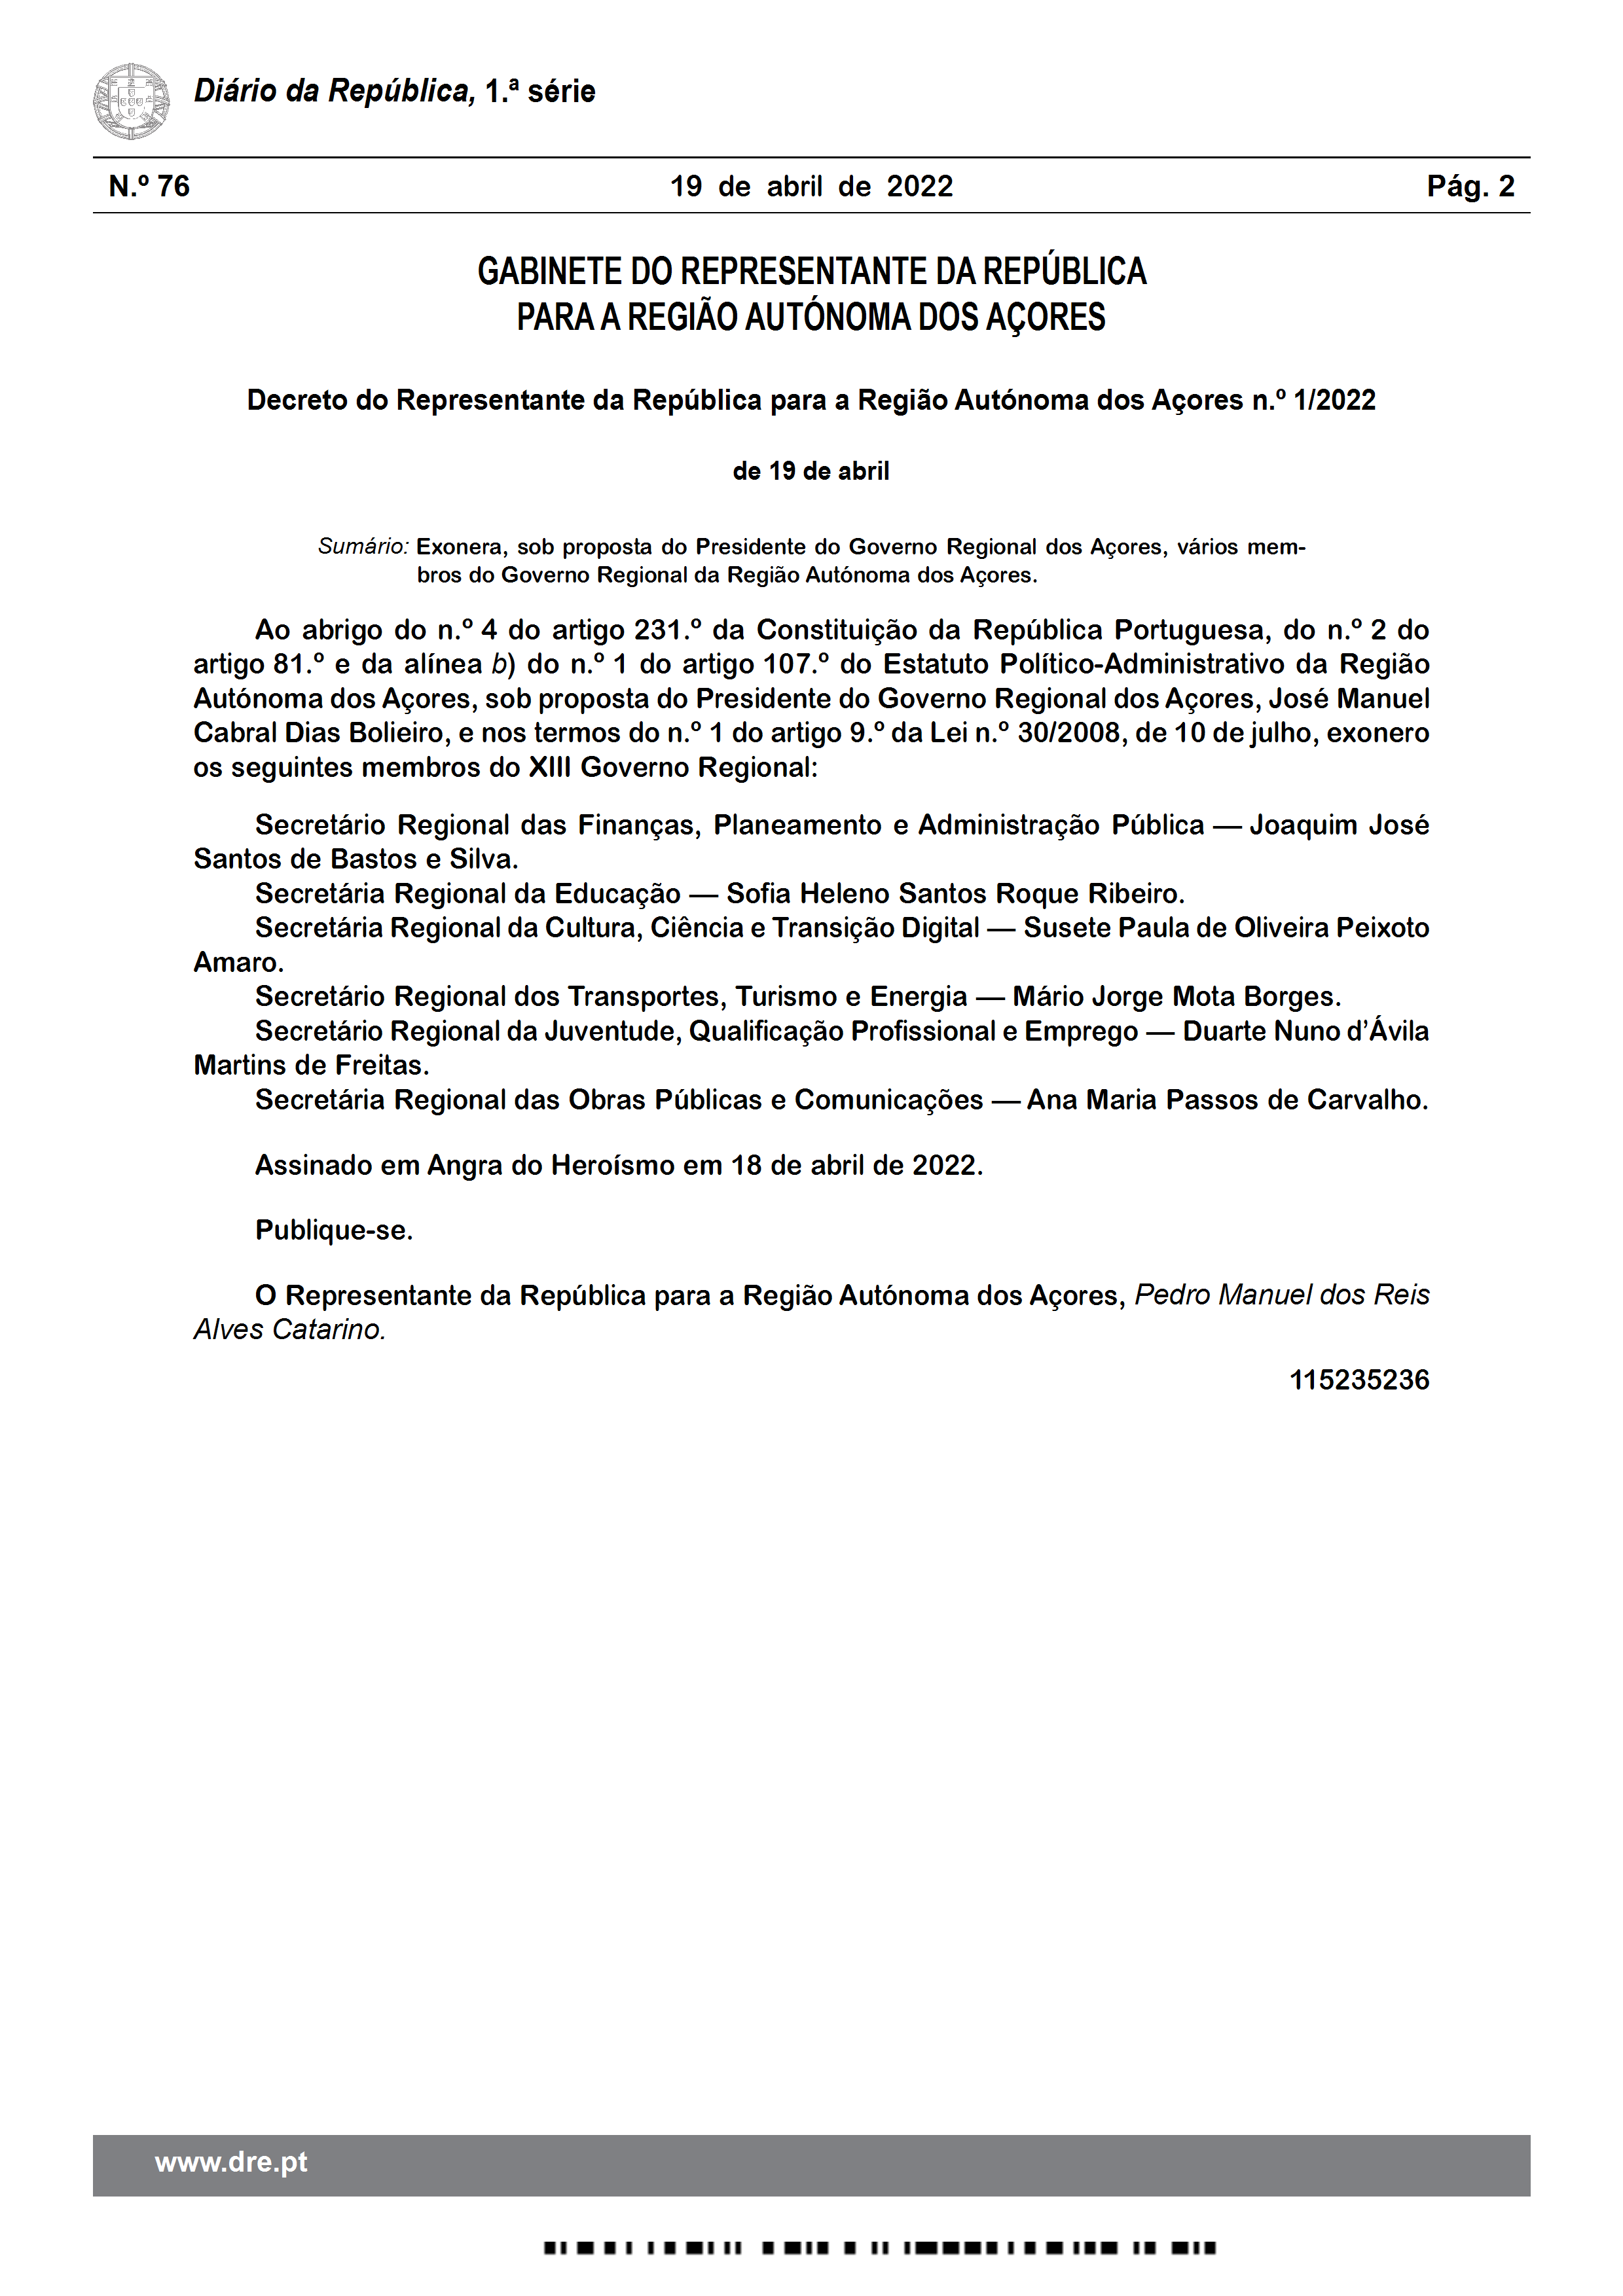 Diário da República, 1.ª série
N.º 76 19 de abril de 2022 Pág. 2
GABINETE DO REPRESENTANTE DA REPÚBLICA
PARA A REGIÃO AUTÓNOMA DOS AÇORES
Decreto do Representante da República para a Região Autónoma dos Açores n.º 1/2022
de 19 de abril
Sumário: Exonera, sob proposta do Presidente do Governo Regional dos Açores, vários mem-
bros do Governo Regional da Região Autónoma dos Açores.
Ao abrigo do n.º 4 do artigo 231.º da Constituição da República Portuguesa, do n.º 2 do
artigo 81.º e da alínea b) do n.º 1 do artigo 107.º do Estatuto Político-Administrativo da Região
Autónoma dos Açores, sob proposta do Presidente do Governo Regional dos Açores, José Manuel
Cabral Dias Bolieiro, e nos termos do n.º 1 do artigo 9.º da Lei n.º 30/2008, de 10 de julho, exonero
os seguintes membros do XIII Governo Regional:
Secretário Regional das Finanças, Planeamento e Administração Pública — Joaquim José
Santos de Bastos e Silva.
Secretária Regional da Educação — Sofia Heleno Santos Roque Ribeiro.
Secretária Regional da Cultura, Ciência e Transição Digital — Susete Paula de Oliveira Peixoto
Amaro.
Secretário Regional dos Transportes, Turismo e Energia — Mário Jorge Mota Borges.
Secretário Regional da Juventude, Qualificação Profissional e Emprego — Duarte Nuno d’Ávila
Martins de Freitas.
Secretária Regional das Obras Públicas e Comunicações — Ana Maria Passos de Carvalho.
Assinado em Angra do Heroísmo em 18 de abril de 2022.
Publique-se.
O Representante da República para a Região Autónoma dos Açores, Pedro Manuel dos Reis
Alves Catarino.
115235236
www.dre.pt